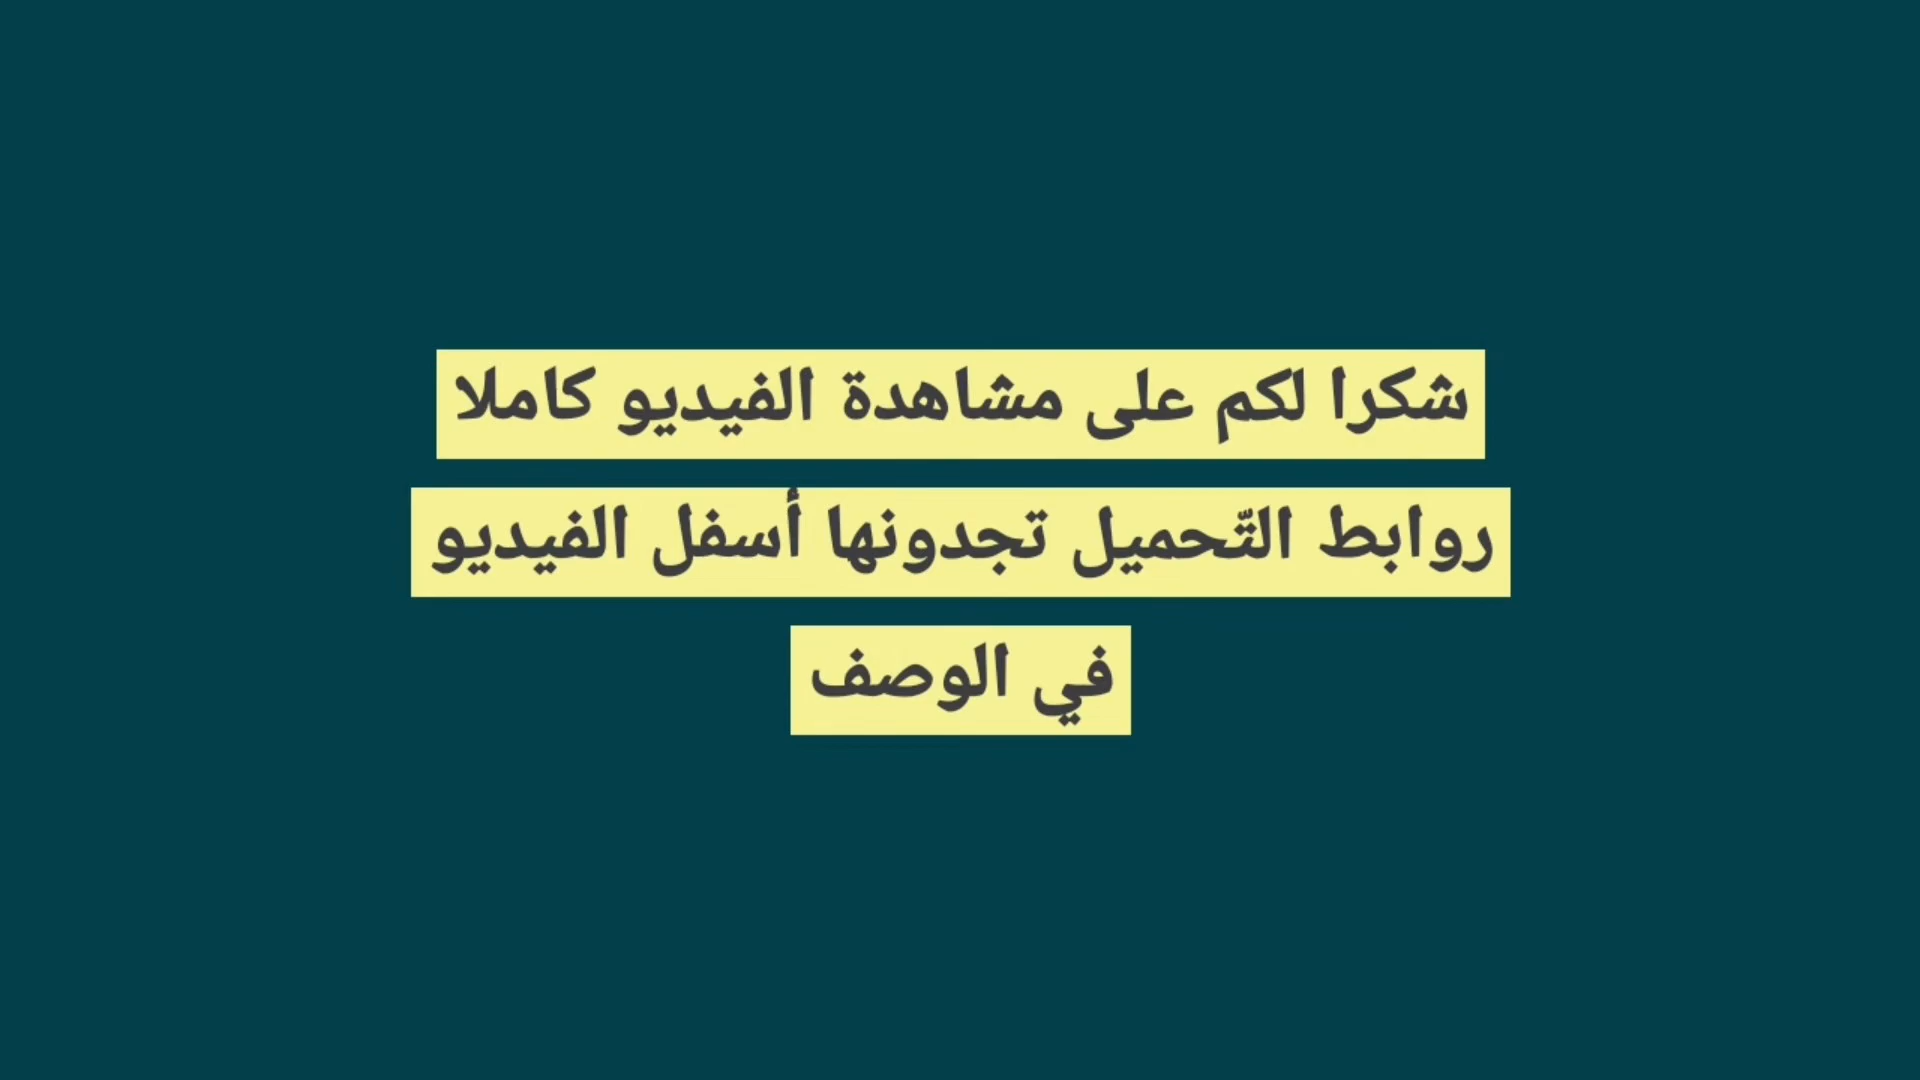 شكرا لكم على مشاهدة الفيديو كاملا
روابط التّحميل تجدونها أسفل الفيديو
في الوصف